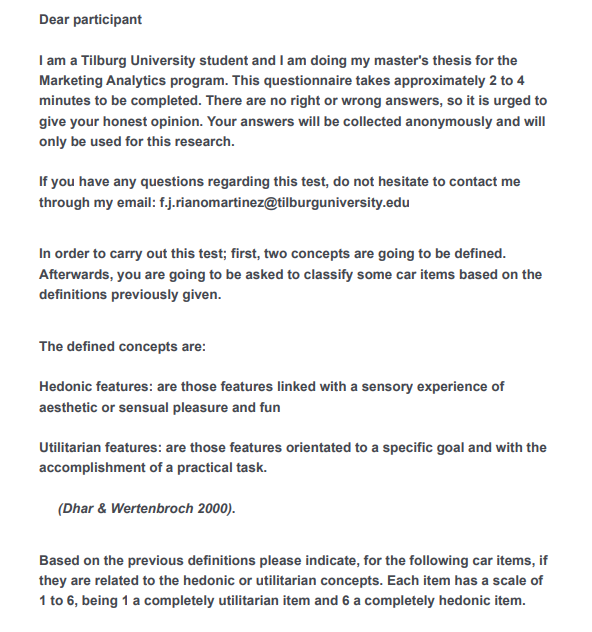 Dear participant
I am a Tilburg University student and I am doing my master's thesis for the
Marketing Analytics program. This questionnaire takes approximately 2 to 4
minutes to be completed. There are no right or wrong answers, so it is urged to
give your honest opinion. Your answers will be collected anonymously and will
only be used for this research.
If you have any questions regarding this test, do not hesitate to contact me
through my email: f.j.rianomartinez@tilburguniversity.edu
In order to carry out this test; first, two concepts are going to be defined.
Afterwards, you are going to be asked to classify some car items based on the
definitions previously given.
The defined concepts are:
Hedonic features: are those features linked with a sensory experience of
aesthetic or sensual pleasure and fun
Utilitarian features: are those features orientated to a specific goal and with the
accomplishment of a practical task.
(Dhar & Wertenbroch 2000).
Based on the previous definitions please indicate, for the following car items, if
they are related to the hedonic or utilitarian concepts. Each item has a scale of
1 to 6, being 1 a completely utilitarian item and 6 a completely hedonic item.